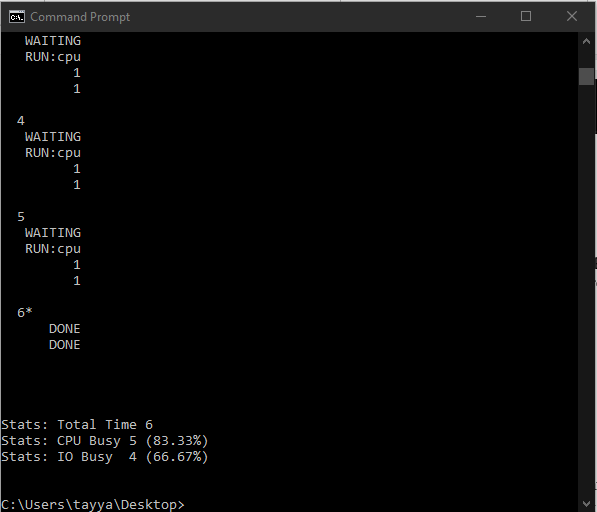 Command Prompt
WAITING
RUN:cpu
1
1
4
WAITING
RUN:cpu
1
1
5
WAITING
RUN:cpu
1
1
6*
DONE
DONE
Stats: Total Time 6
Stats: CPU Busy 5 (83.33%)
Stats: IO Busy  4 (66.67%)
C:\Users\tayya\Desktop>